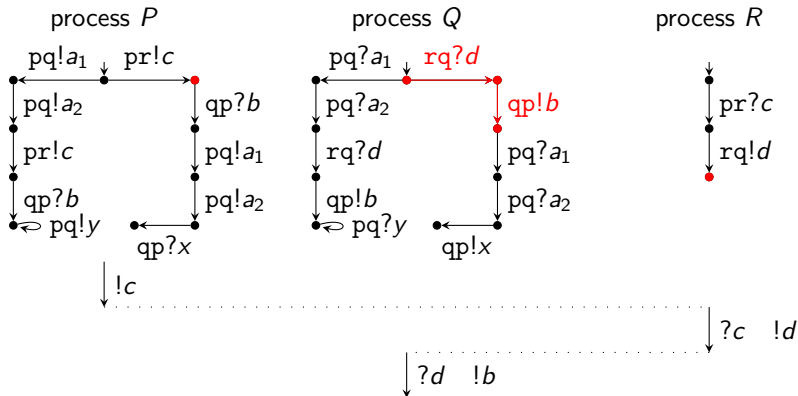 process P process Q process R
pq!a₁ pr!c pq?a₁ rq?d
pq!a₂ qp?b pq?a₂ qp!b pr?c
pr!c pq!a₁ rq?d pq?a₁ rq!d
qp?b pq!a₂ qp!b pq?a₂
pq!y pq?y
qp?x qp!x
!c
?c !d
?d !b